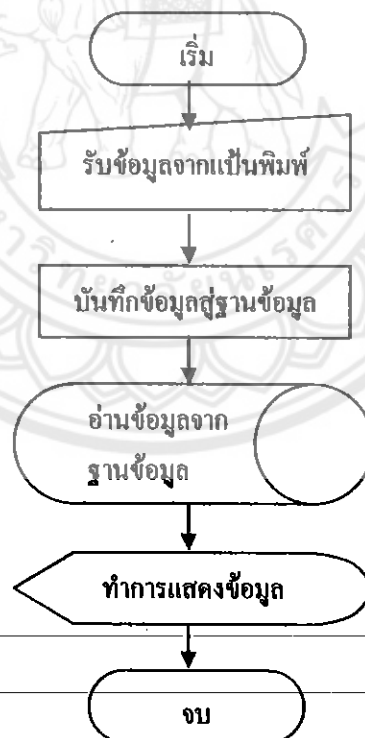 เริ่ม
รับข้อมูลจากแป้นพิมพ์
บันทึกข้อมูลสู่ฐานข้อมูล
อ่านข้อมูลจาก
ฐานข้อมูล
ทำการแสดงข้อมูล
จบ